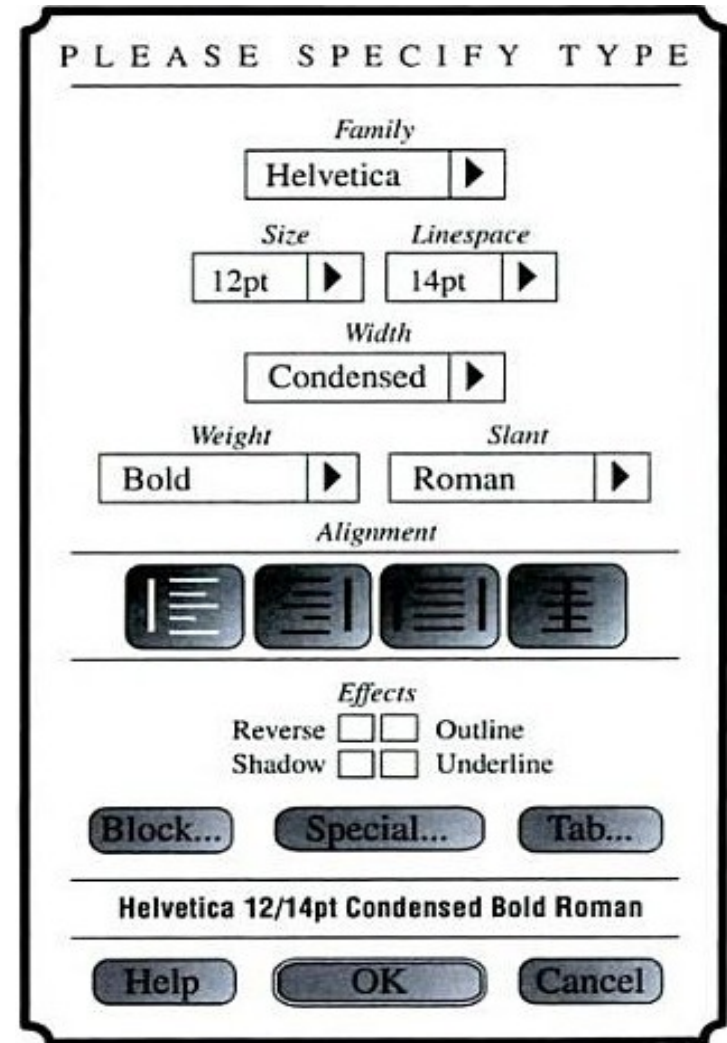 PLEASE SPECIFY TYPE
Family
Helvetica
Size Linespace
12pt 14pt
Width
Condensed
Weight Slant
Bold Roman
Alignment
Effects
Reverse Outline
Shadow Underline
Block... Special... Tab...
Helvetica 12/14pt Condensed Bold Roman
Help OK Cancel